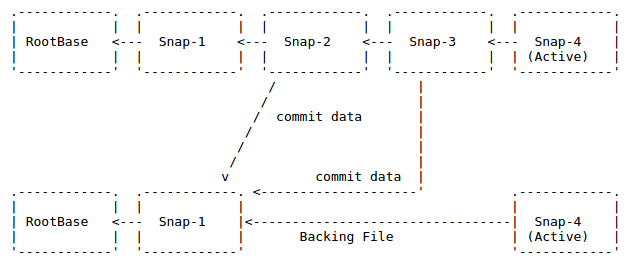 RootBase <--- Snap-1 <--- Snap-2 <--- Snap-3 <--- Snap-4
(Active)
commit data
commit data
RootBase <--- Snap-1 <--------------------------------- Snap-4
Backing File (Active)